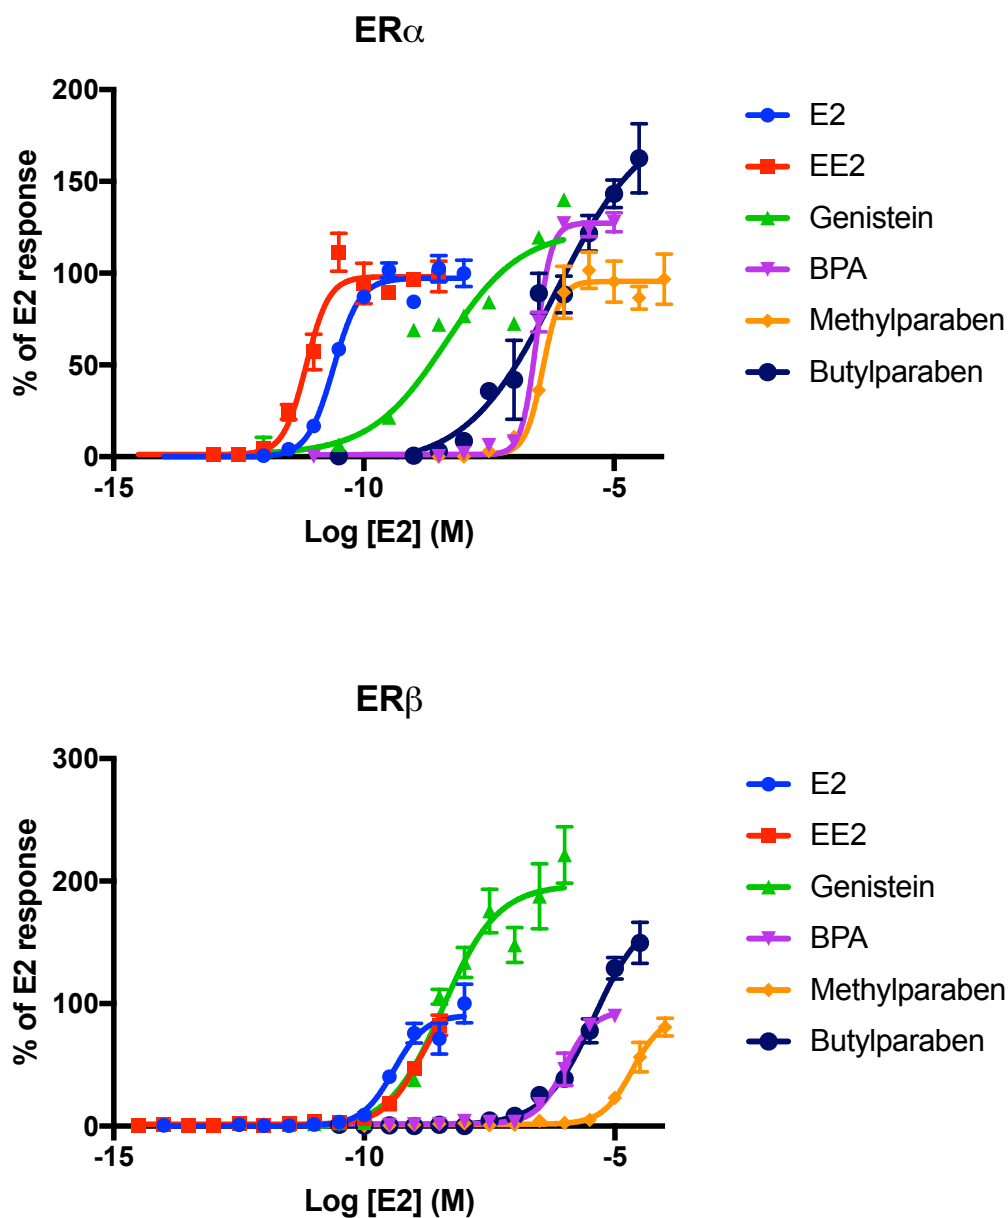 ERα
200
150
100
50
0
% of E2 response
-15
-10
-5
Log [E2] (M)
E2
EE2
Genistein
BPA
Methylparaben
Butylparaben
ERβ
300
200
100
0
% of E2 response
-15
-10
-5
Log [E2] (M)
E2
EE2
Genistein
BPA
Methylparaben
Butylparaben